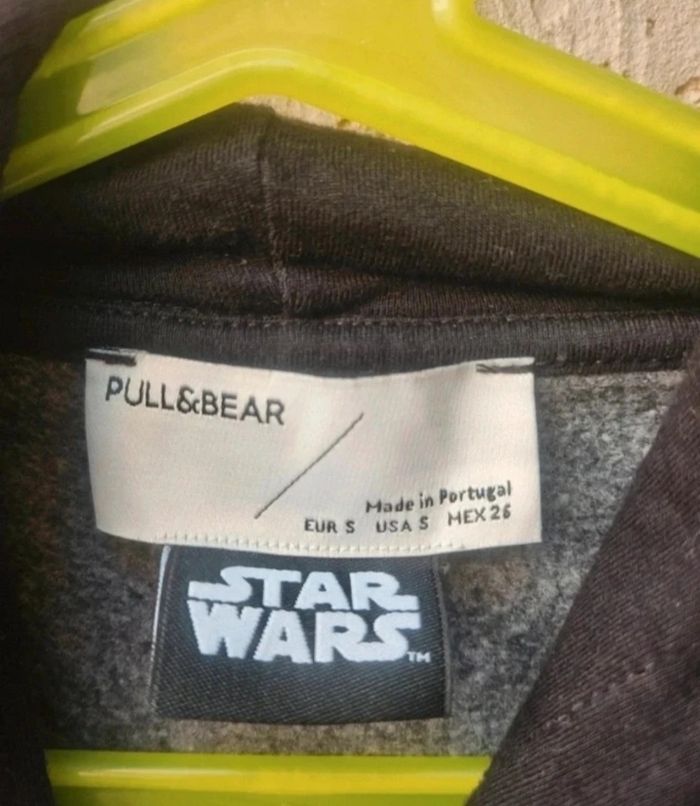 PULL&BEAR
Made in Portugal
EUR S USA S MEX 26
STAR
WARS
TM